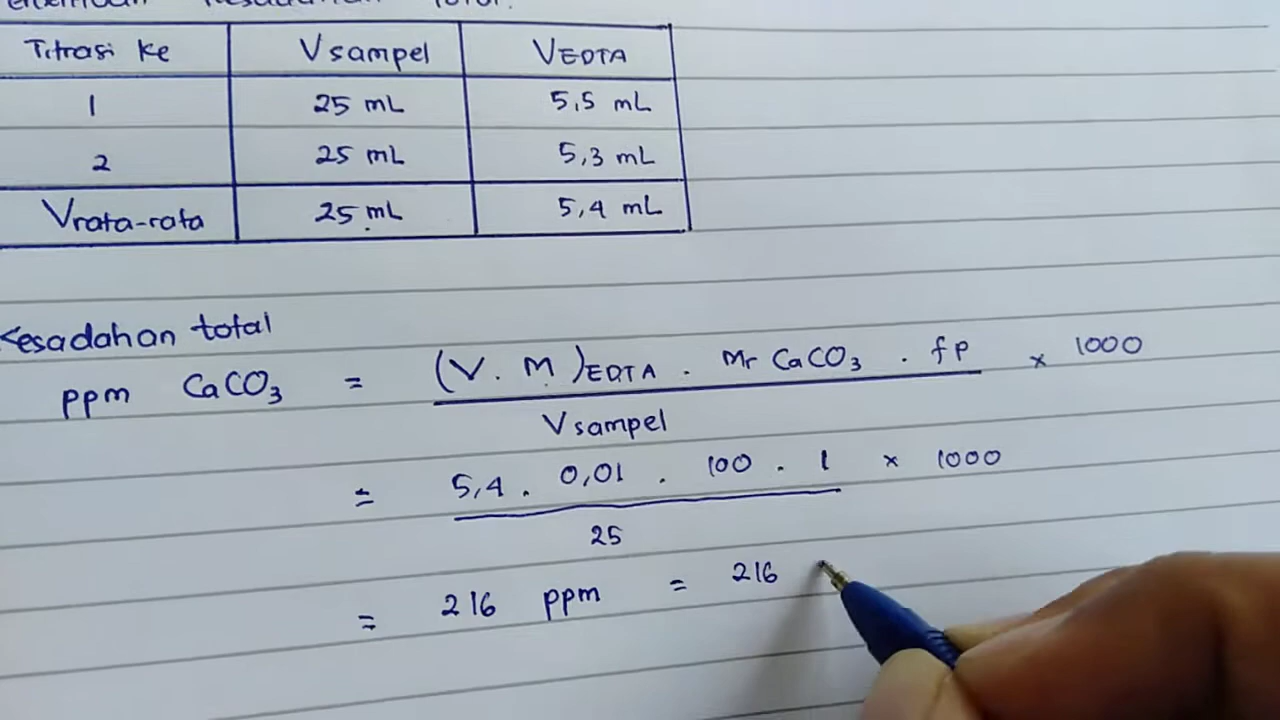 Kesadahan total.
Titrasi ke Vsampel VEDTA
1 25 mL 5,5 mL
2 25 mL 5,3 mL
Vrata-rata 25 mL 5,4 mL
Kesadahan total
ppm CaCO3 = (V . M)EDTA . Mr CaCO3 . fp × 1000
Vsampel
= 5,4 . 0,01 . 100 . 1 × 1000
25
= 216 ppm = 216